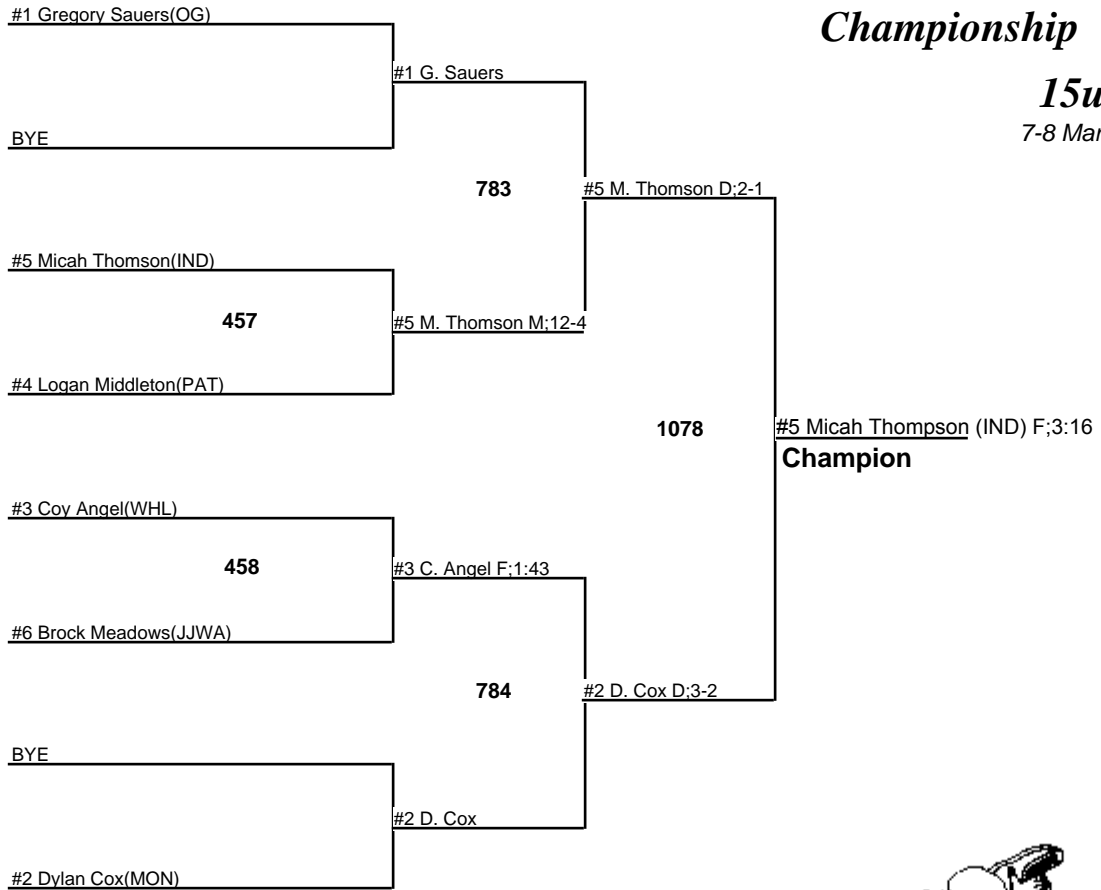 #1 Gregory Sauers(OG)
Championship
#1 G. Sauers
15u
7-8 Mar
BYE
783
#5 M. Thomson D;2-1
#5 Micah Thomson(IND)
457
#5 M. Thomson M;12-4
#4 Logan Middleton(PAT)
1078
#5 Micah Thompson (IND) F;3:16
Champion
#3 Coy Angel(WHL)
458
#3 C. Angel F;1:43
#6 Brock Meadows(JJWA)
784
#2 D. Cox D;3-2
BYE
#2 D. Cox
#2 Dylan Cox(MON)